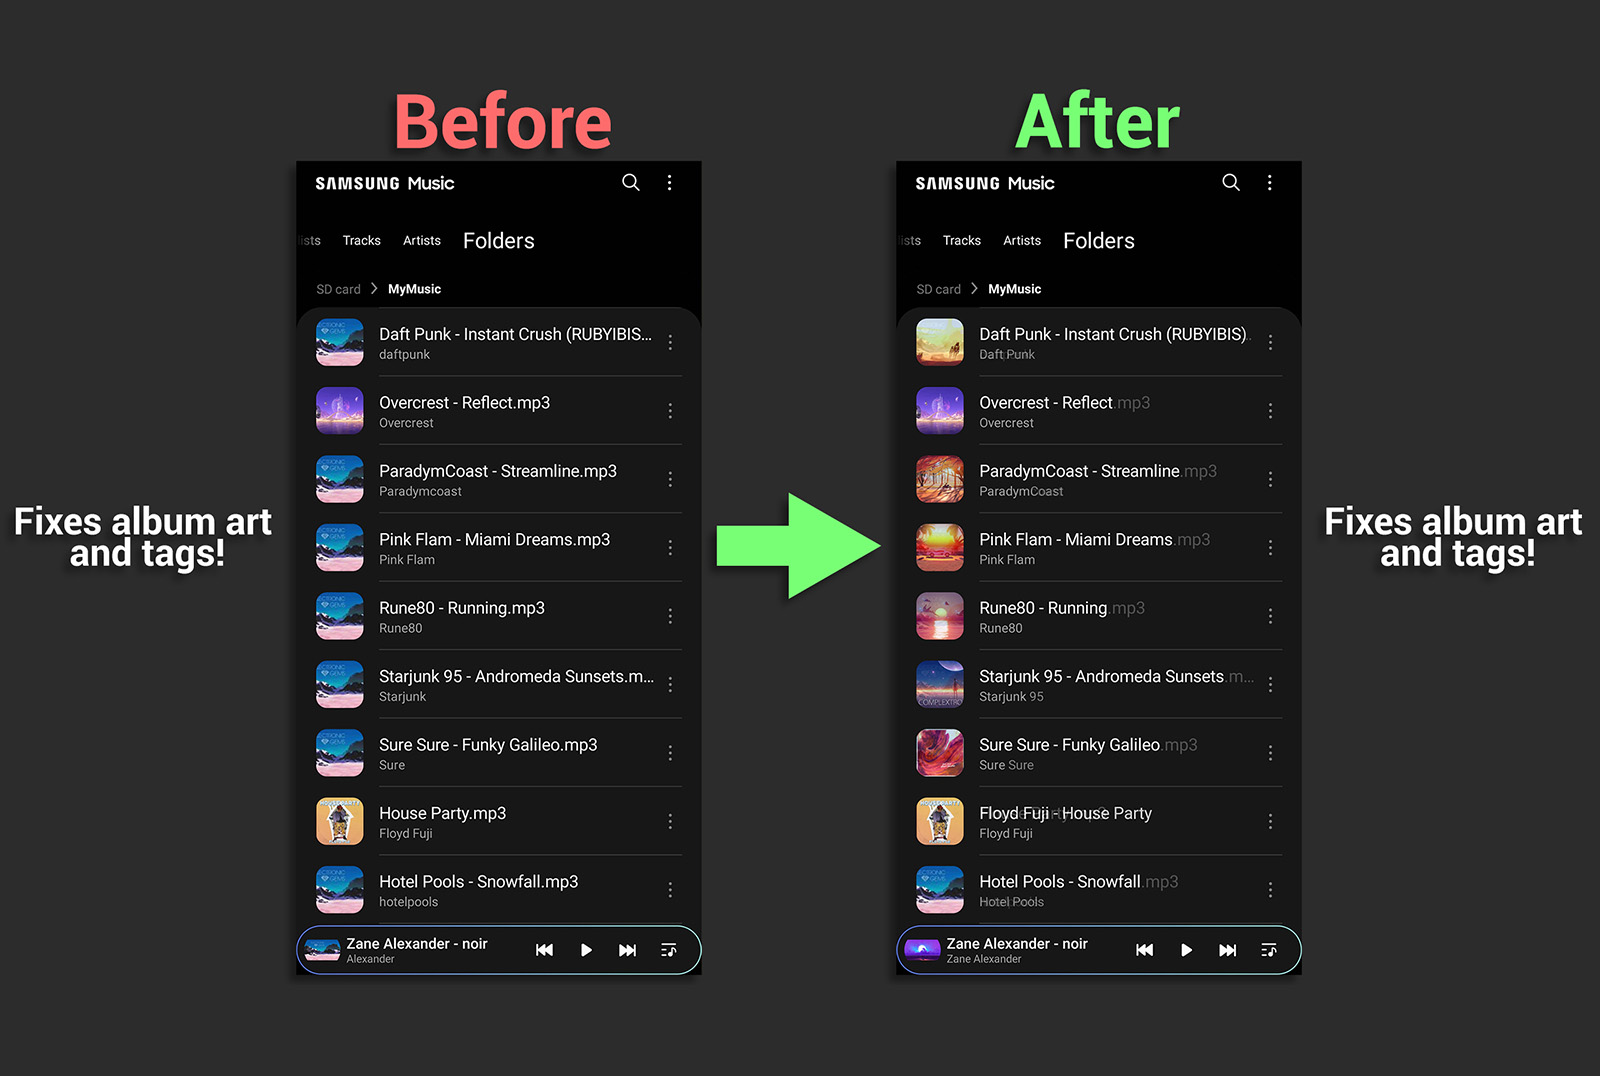 Before
After
SAMSUNG Music
lists Tracks Artists Folders
SD card > MyMusic
Daft Punk - Instant Crush (RUBYIBIS...
daftpunk
Overcrest - Reflect.mp3
Overcrest
ParadymCoast - Streamline.mp3
Paradymcoast
Pink Flam - Miami Dreams.mp3
Pink Flam
Rune80 - Running.mp3
Rune80
Starjunk 95 - Andromeda Sunsets.m...
Starjunk
Sure Sure - Funky Galileo.mp3
Sure
House Party.mp3
Floyd Fuji
Hotel Pools - Snowfall.mp3
hotelpools
Zane Alexander - noir
Alexander
Fixes album art
and tags!
SAMSUNG Music
lists Tracks Artists Folders
SD card > MyMusic
Daft Punk - Instant Crush (RUBYIBIS)..
Daft Punk
Overcrest - Reflect.mp3
Overcrest
ParadymCoast - Streamline.mp3
ParadymCoast
Pink Flam - Miami Dreams.mp3
Pink Flam
Rune80 - Running.mp3
Rune80
COMPLEXTRO
Starjunk 95 - Andromeda Sunsets.m...
Starjunk 95
Sure Sure - Funky Galileo.mp3
Sure Sure
Floyd Fuji - House Party
Floyd Fuji
Hotel Pools - Snowfall.mp3
Hotel Pools
Zane Alexander - noir
Zane Alexander
Fixes album art
and tags!